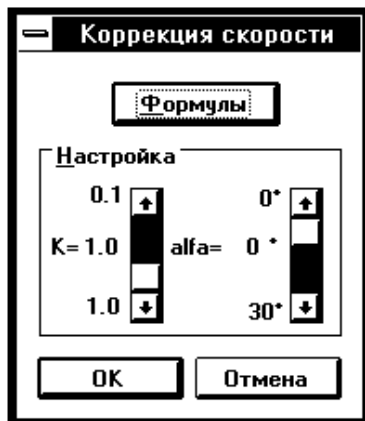 Коррекция скорости
Формулы
Настройка
0.1 0°
K= 1.0 alfa= 0 °
1.0 30°
OK Отмена